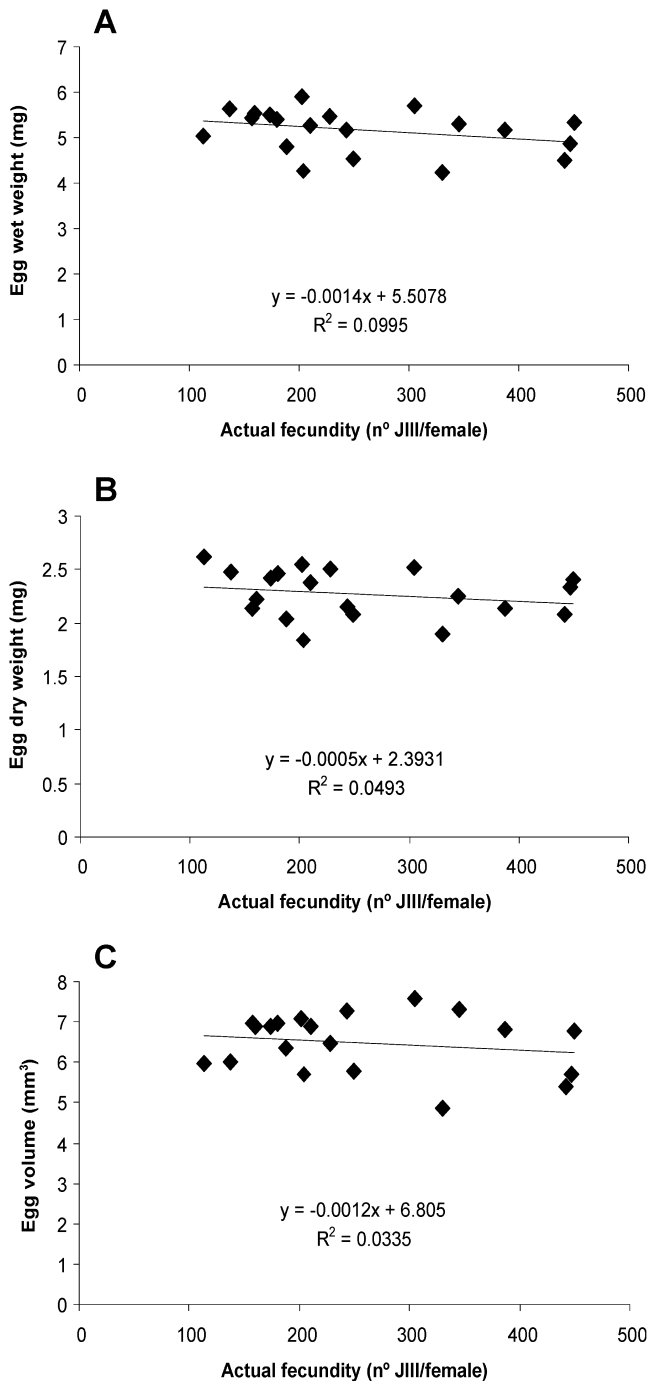 A
7
6
5
4
3
2
1
0
Egg wet weight (mg)
y = -0.0014x + 5.5078
R² = 0.0995
0 100 200 300 400 500
Actual fecundity (nº JIII/female)
B
3
2.5
2
1.5
1
0.5
0
Egg dry weight (mg)
y = -0.0005x + 2.3931
R² = 0.0493
0 100 200 300 400 500
Actual fecundity (nº JIII/female)
C
8
7
6
5
4
3
2
1
0
Egg volume (mm³)
y = -0.0012x + 6.805
R² = 0.0335
0 100 200 300 400 500
Actual fecundity (nº JIII/female)